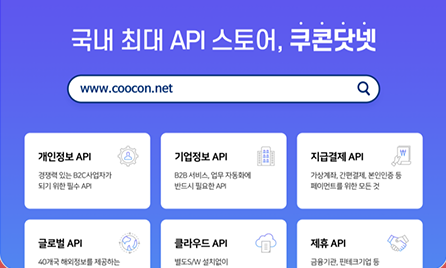 국내 최대 API 스토어, 쿠콘닷넷
www.coocon.net
개인정보 API
경쟁력 있는 B2C사업자가
되기 위한 필수 API
기업정보 API
B2B 서비스, 업무 자동화에
반드시 필요한 API
지급결제 API
가상계좌, 간편결제, 본인인증 등
페이먼트를 위한 모든 것
글로벌 API
40개국 해외정보를 제공하는
클라우드 API
별도S/W 설치없이
제휴 API
금융기관, 핀테크기업 등